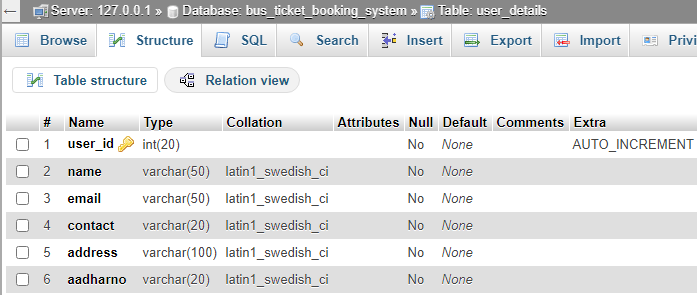 Server: 127.0.0.1 » Database: bus_ticket_booking_system » Table: user_details
Browse Structure SQL Search Insert Export Import Privi
Table structure Relation view
# Name Type Collation Attributes Null Default Comments Extra
1 user_id int(20) No None AUTO_INCREMENT
2 name varchar(50) latin1_swedish_ci No None
3 email varchar(50) latin1_swedish_ci No None
4 contact varchar(20) latin1_swedish_ci No None
5 address varchar(100) latin1_swedish_ci No None
6 aadharno varchar(20) latin1_swedish_ci No None